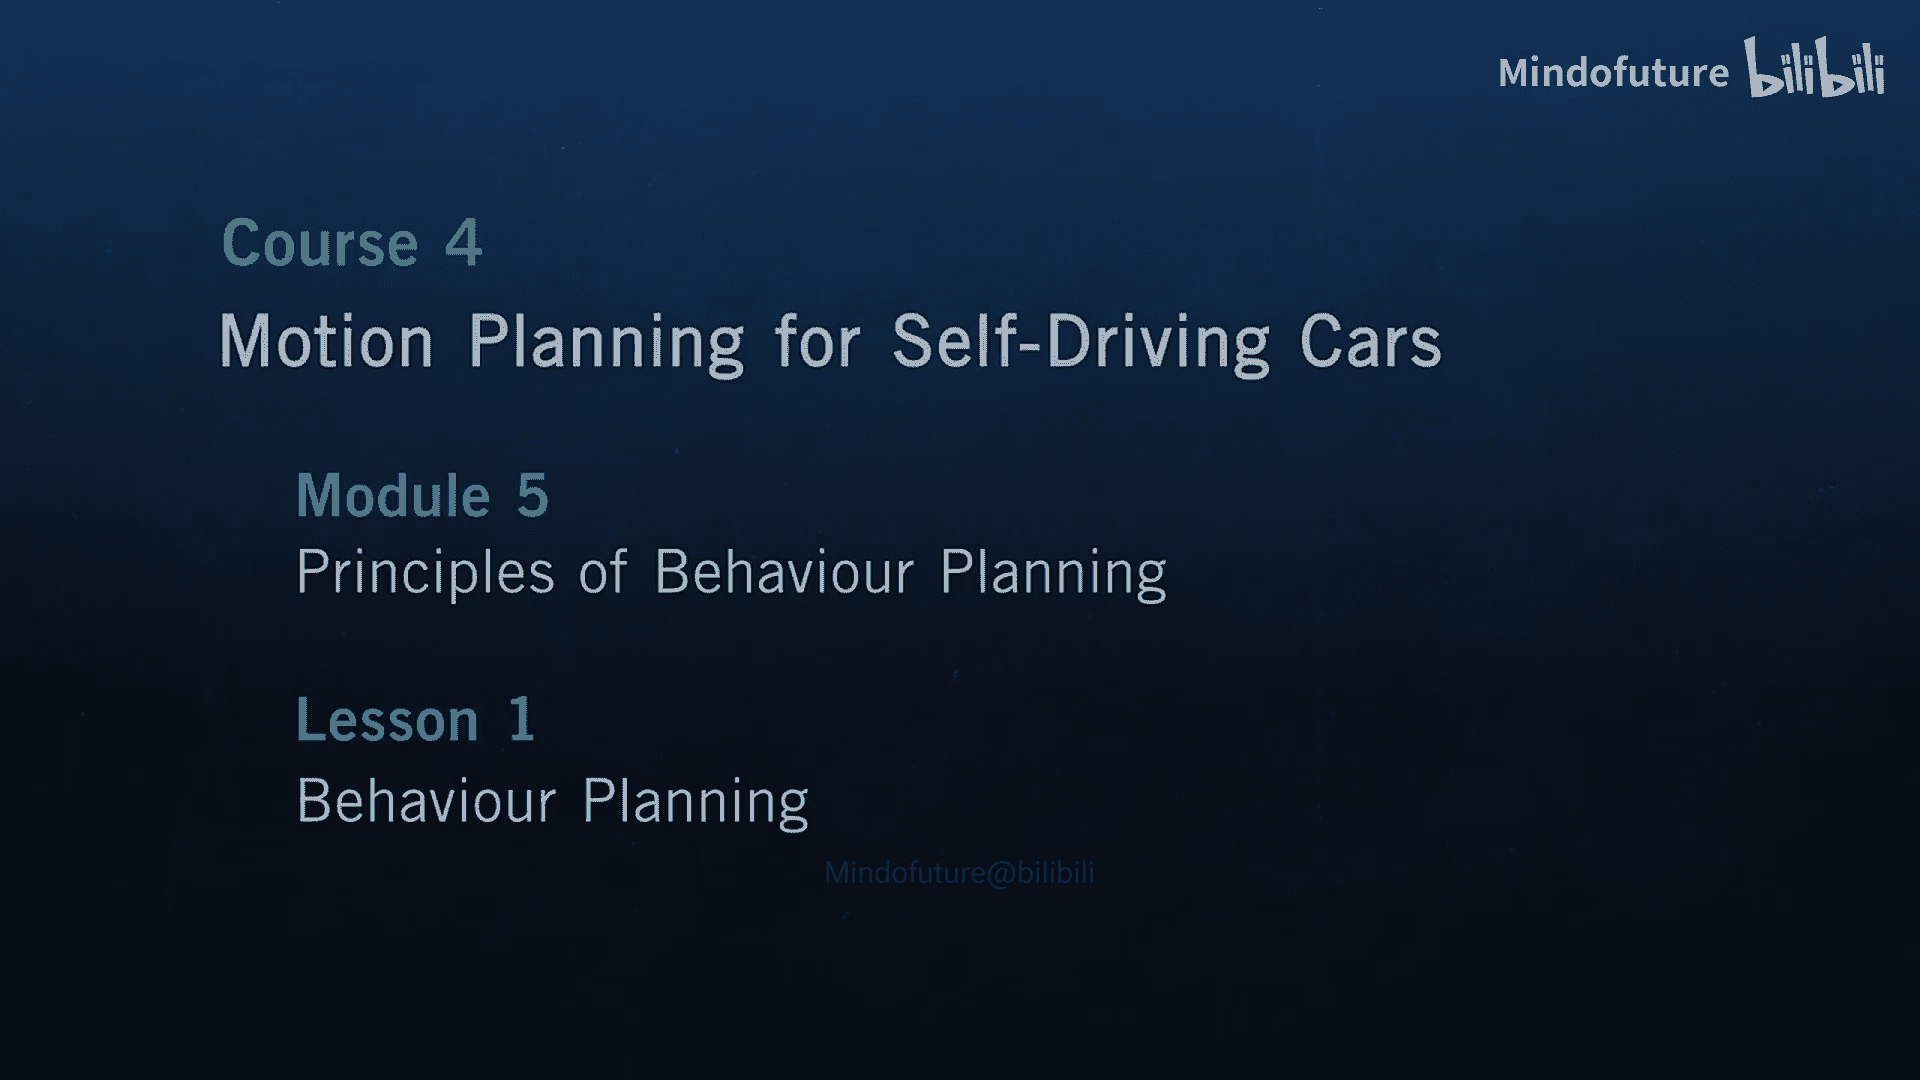 Mindofuture bilibili
Course 4
Motion Planning for Self-Driving Cars
Module 5
Principles of Behaviour Planning
Lesson 1
Behaviour Planning
Mindofuture@bilibili